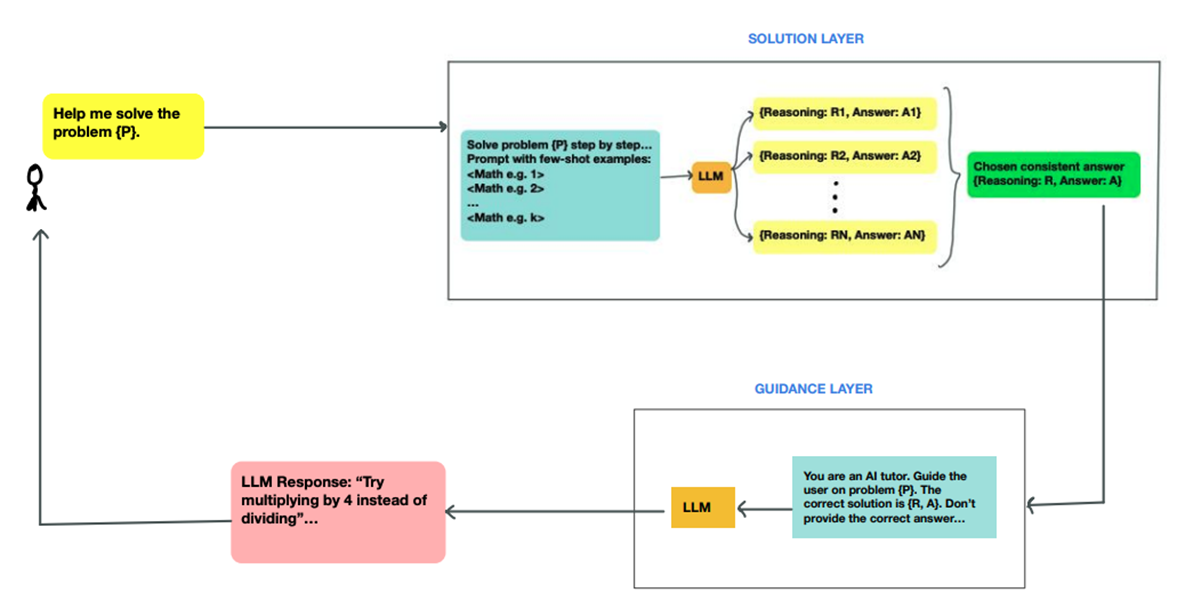 SOLUTION LAYER
Help me solve the
problem {P}.
Solve problem {P} step by step...
Prompt with few-shot examples:
<Math e.g. 1>
<Math e.g. 2>
...
<Math e.g. k>
LLM
{Reasoning: R1, Answer: A1}
{Reasoning: R2, Answer: A2}
{Reasoning: RN, Answer: AN}
Chosen consistent answer
{Reasoning: R, Answer: A}
GUIDANCE LAYER
You are an AI tutor. Guide the
user on problem {P}. The
correct solution is {R, A}. Don’t
provide the correct answer...
LLM
LLM Response: “Try
multiplying by 4 instead of
dividing”...